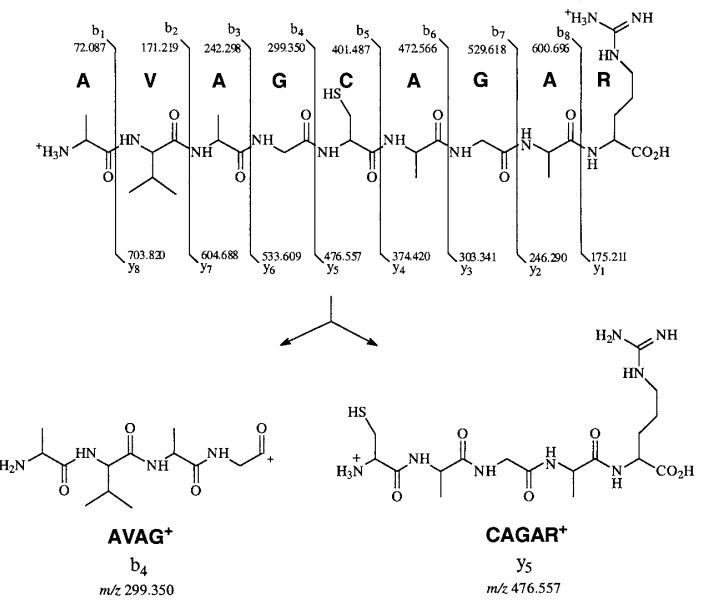 b1 b2 b3 b4 b5 b6 b7 b8
72.087 171.219 242.298 299.350 401.487 472.566 529.618 600.696
+H3N NH
HN
A V A G C A G A R
HS
O O O O
HN NH N H
+H3N NH NH NH NH N H CO2H
O O O O
703.820 604.688 533.609 476.557 374.420 303.341 246.290 175.211
y8 y7 y6 y5 y4 y3 y2 y1
H2N NH
HN
HS
O O+
H2N NH NH NH NH
O O
+
H3N NH NH N H N H CO2H
O O O O
AVAG+ CAGAR+
b4 y5
m/z 299.350 m/z 476.557